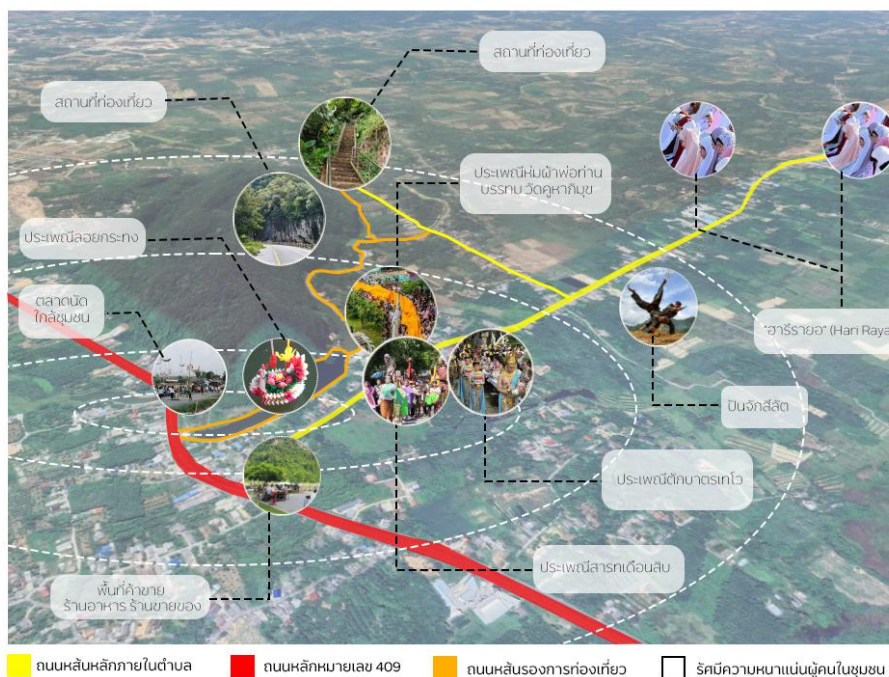 สถานที่ท่องเที่ยว
สถานที่ท่องเที่ยว
ประเพณีห่มผ้าพ่อท่าน
บรรทม วัดคูหาภิมุข
ประเพณีลอยกระทง
ตลาดนัด
ใกล้ชุมชน
"ฮารีรายอ" (Hari Raya
ปันจักสีลัต
ประเพณีตักบาตรเทโว
ประเพณีสารทเดือนสิบ
พื้นที่ค้าขาย
ร้านอาหาร ร้านขายของ
ถนนหส้นหลักภายในตำบล
ถนนหลักหมายเลข 409
ถนนหส้นรองการท่องเที่ยว
รัศมีความหนาแน่นผู้คนในชุมชน